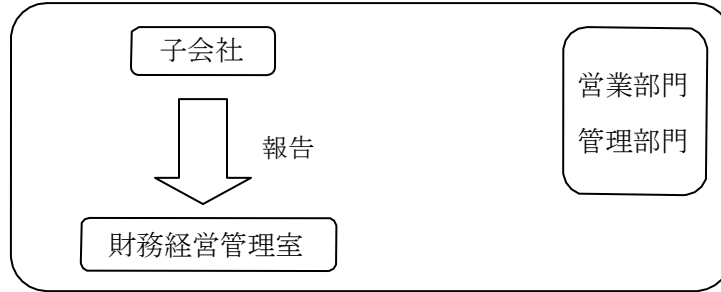 子会社
営業部門
管理部門
報告
財務経営管理室